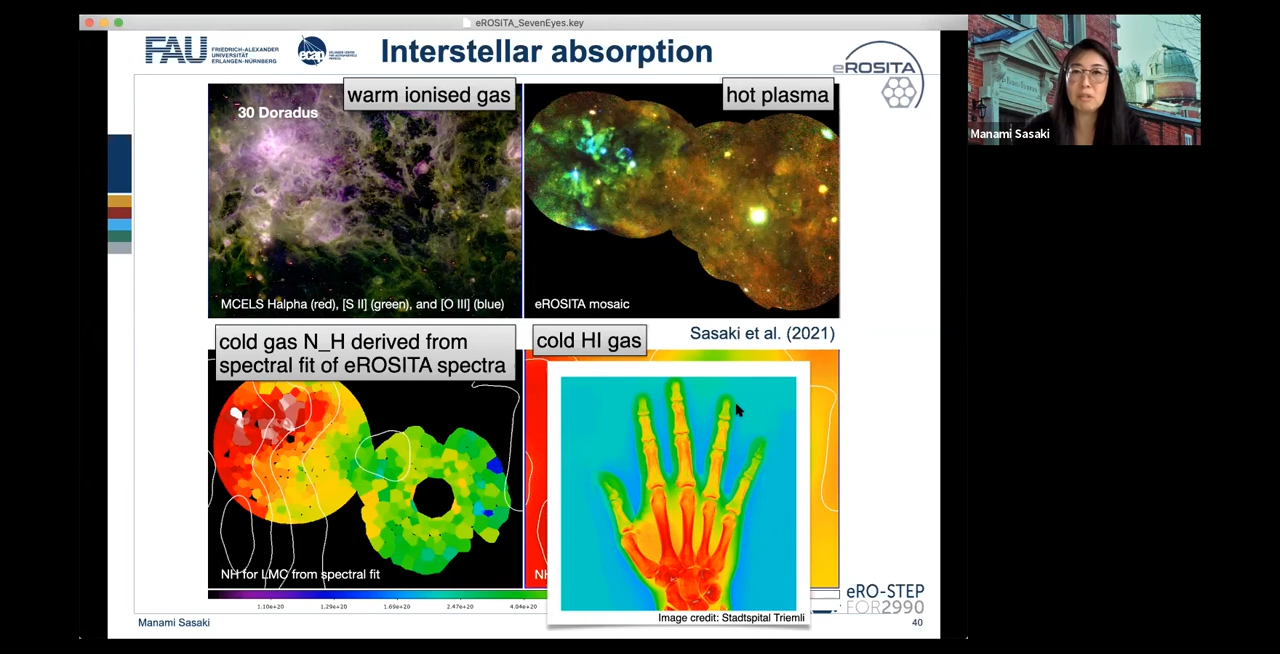 eROSITA_SevenEyes.key
FAU
FRIEDRICH-ALEXANDER
UNIVERSITÄT
ERLANGEN-NÜRNBERG
ecap
Interstellar absorption
eROSITA
warm ionised gas
30 Doradus
MCELS Halpha (red), [S II] (green), and [O III] (blue)
hot plasma
eROSITA mosaic
Sasaki et al. (2021)
cold gas N_H derived from
spectral fit of eROSITA spectra
NH for LMC from spectral fit
cold HI gas
NH
1.10e+20 1.29e+20 1.69e+20 2.47e+20 4.04e+20
Image credit: Stadtspital Triemli
eRO-STEP
FOR2990
Manami Sasaki
40
Manami Sasaki